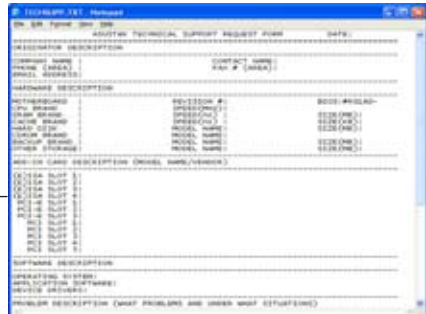 TECHSUPP.TXT - Notepad
File Edit Format View Help
ASUSTEK TECHNICAL SUPPORT REQUEST FORM DATE:
ORIGINATOR DESCRIPTION
COMPANY NAME : CONTACT NAME:
PHONE (AREA) : FAX # (AREA):
EMAIL ADDRESS:
HARDWARE DESCRIPTION
MOTHERBOARD : REVISION #: BIOS:
CPU BRAND : SPEED(MHZ):
DRAM BRAND : SPEED(NS) : SIZE(MB):
CACHE BRAND : SPEED(NS) : SIZE(KB):
HARD DISK : MODEL NAME: SIZE(MB):
CDROM BRAND : MODEL NAME:
BACKUP BRAND : MODEL NAME: SIZE(MB):
OTHER STORAGE: MODEL NAME: SIZE(MB):
ADD-ON CARD DESCRIPTION (MODEL NAME/VENDOR)
(E)ISA SLOT 1:
(E)ISA SLOT 2:
(E)ISA SLOT 3:
(E)ISA SLOT 4:
PCI-E SLOT 1:
PCI-E SLOT 2:
PCI-E SLOT 3:
PCI SLOT 1:
PCI SLOT 2:
PCI SLOT 3:
PCI SLOT 4:
PCI SLOT 5:
SOFTWARE DESCRIPTION
OPERATING SYSTEM:
APPLICATION SOFTWARE:
DEVICE DRIVERS:
PROBLEM DESCRIPTION (WHAT PROBLEMS AND UNDER WHAT SITUATIONS)